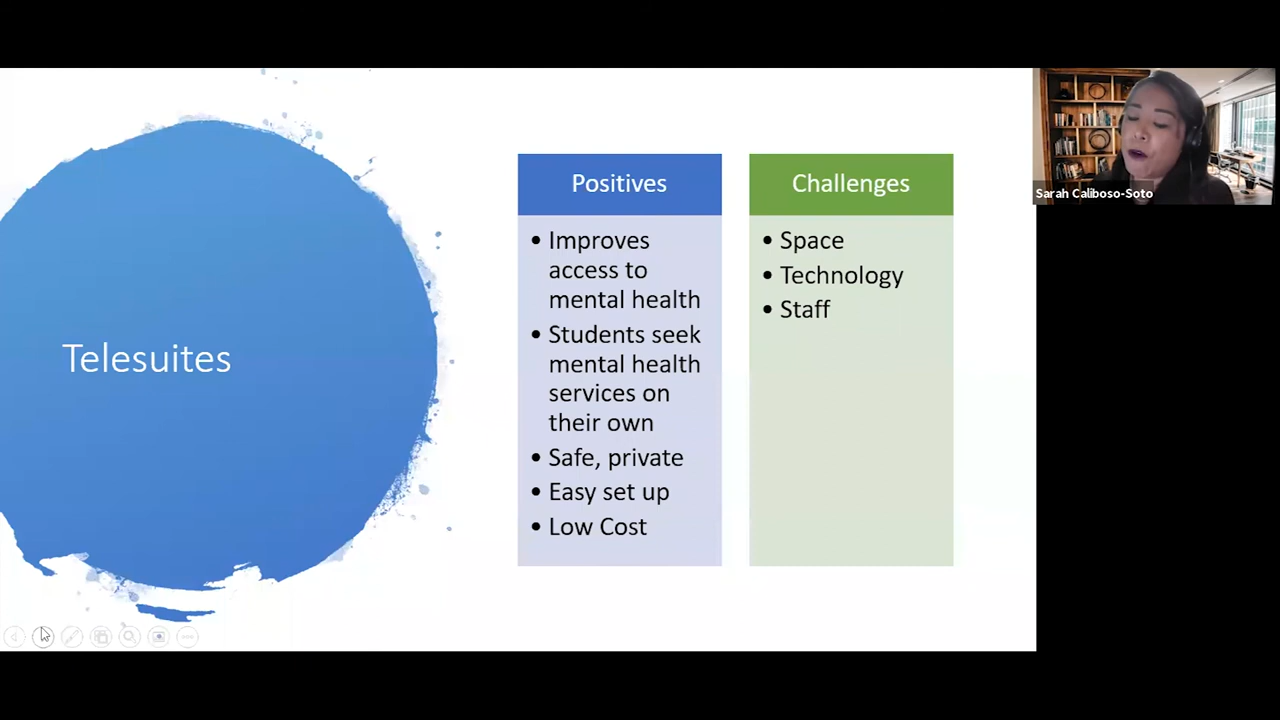 Telesuites
Positives
• Improves
access to
mental health
• Students seek
mental health
services on
their own
• Safe, private
• Easy set up
• Low Cost
Challenges
• Space
• Technology
• Staff
Sarah Caliboso-Soto